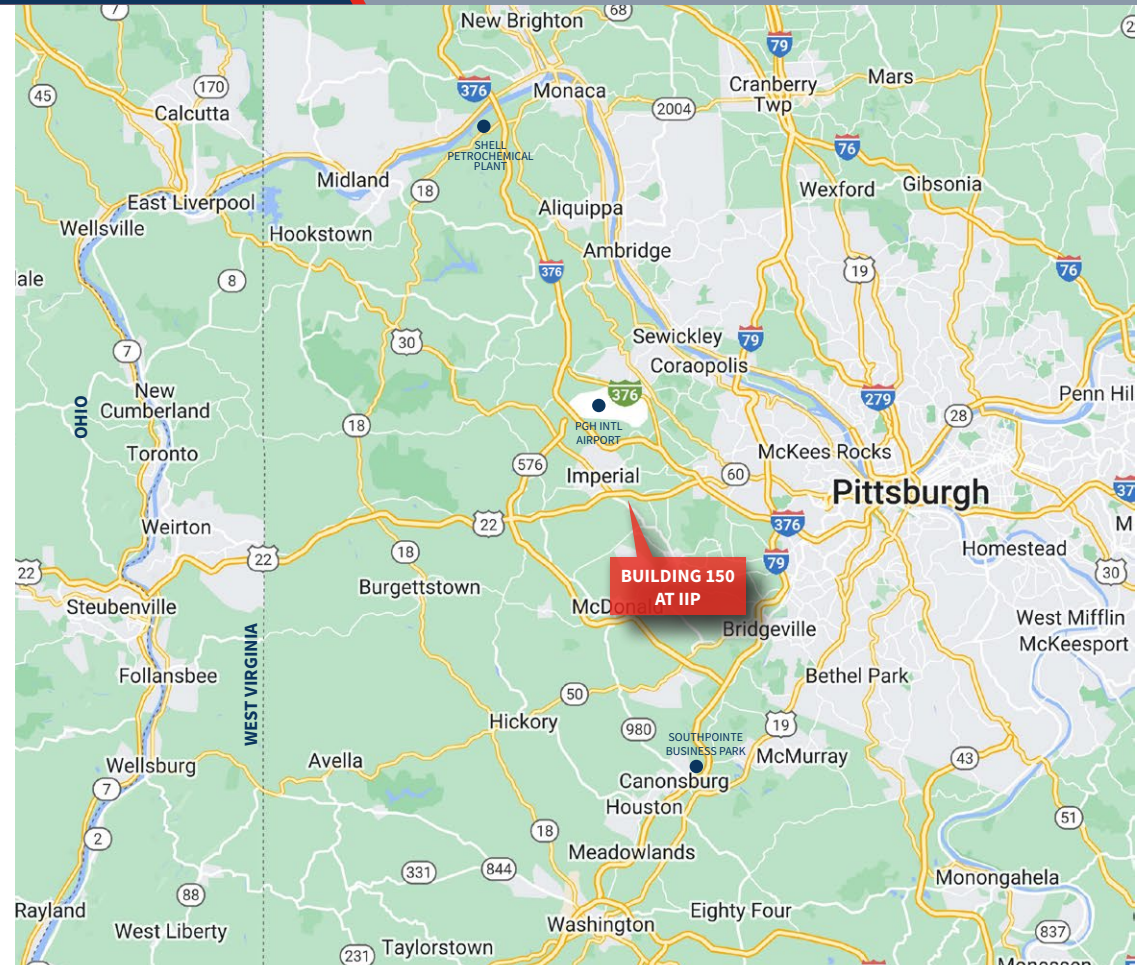 7
New Brighton
68
79
2
Mars
Cranberry
Twp
376
170
45
Monaca
2004
Calcutta
SHELL
PETROCHEMICAL
PLANT
76
Midland
18
Wexford
Gibsonia
East Liverpool
Aliquippa
Wellsville
Hookstown
Ambridge
19
76
376
ale
8
Sewickley
79
30
7
Coraopolis
New
Cumberland
376
279
Penn Hil
OHIO
PGH INTL
AIRPORT
28
18
Toronto
McKees Rocks
576
Imperial
60
Pittsburgh
37
Weirton
22
376
M
22
18
79
Homestead
22
30
Burgettstown
BUILDING 150
AT IIP
Steubenville
McDonald
West Mifflin
Bridgeville
McKeesport
WEST VIRGINIA
Follansbee
Bethel Park
50
Hickory
980
19
SOUTHPOINTE
BUSINESS PARK
Wellsburg
Avella
McMurray
43
Canonsburg
7
Houston
51
18
2
Meadowlands
331
844
Monongahela
88
Rayland
Eighty Four
West Liberty
Washington
837
231
Taylorstown
79
Monessen